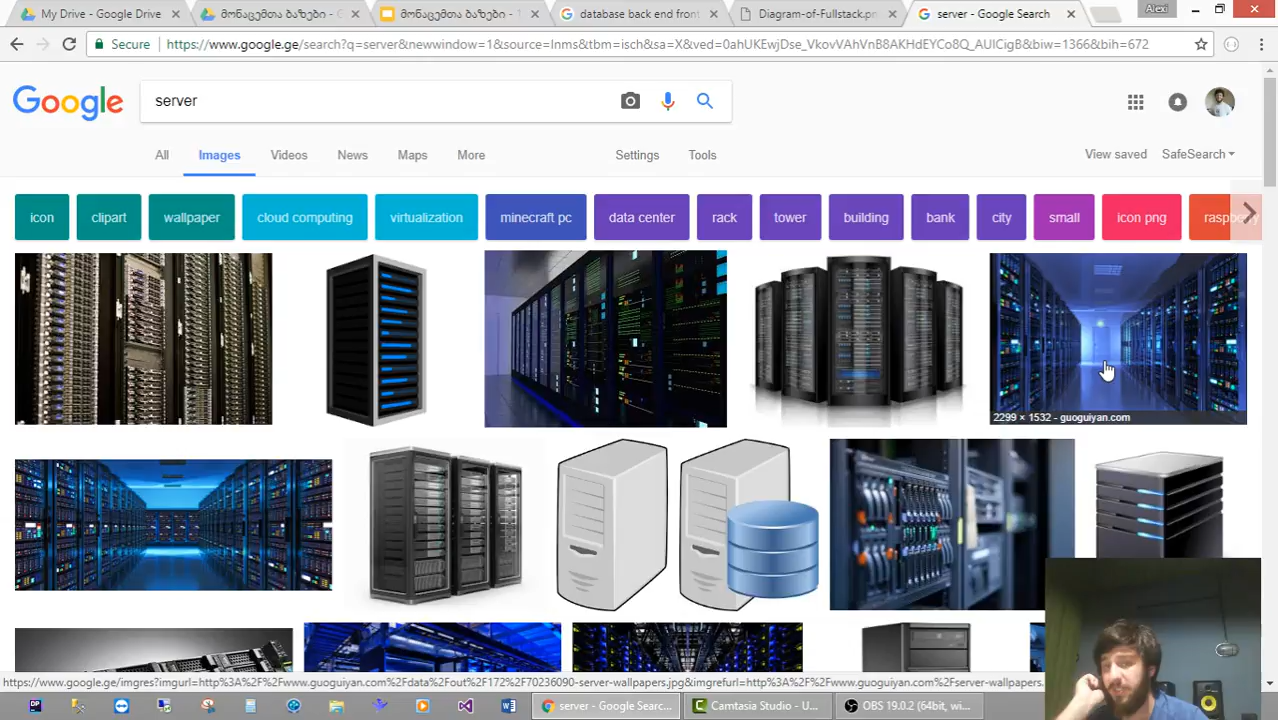 My Drive - Google Drive
მონაცემთა ბაზები -
მონაცემთა ბაზები - 1
database back end front
Diagram-of-Fullstack.pn
server - Google Search
Alexi
Secure
https://www.google.ge/search?q=server&newwindow=1&source=lnms&tbm=isch&sa=X&ved=0ahUKEwjDse_VkovVAhVnB8AKHdEYCo8Q_AUICigB&biw=1366&bih=672
Google
server
All
Images
Videos
News
Maps
More
Settings
Tools
View saved
SafeSearch
icon
clipart
wallpaper
cloud computing
virtualization
minecraft pc
data center
rack
tower
building
bank
city
small
icon png
raspberry
2299 × 1532 - guoguiyan.com
https://www.google.ge/imgres?imgurl=http%3A%2F%2Fwww.guoguiyan.com%2Fdata%2Fout%2F172%2F70236090-server-wallpapers.jpg&imgrefurl=http%3A%2F%2Fwww.guoguiyan.com%2Fserver-wallpapers.
DP
server - Google Searc...
Camtasia Studio - U...
OBS 19.0.2 (64bit, wi...